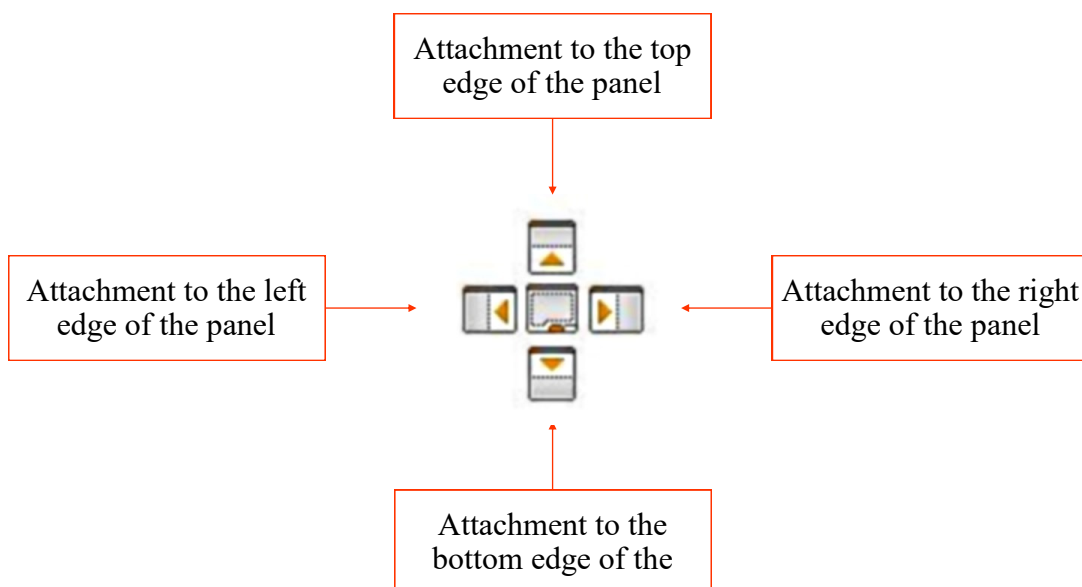 Attachment to the top
edge of the panel
Attachment to the left
edge of the panel
Attachment to the right
edge of the panel
Attachment to the
bottom edge of the